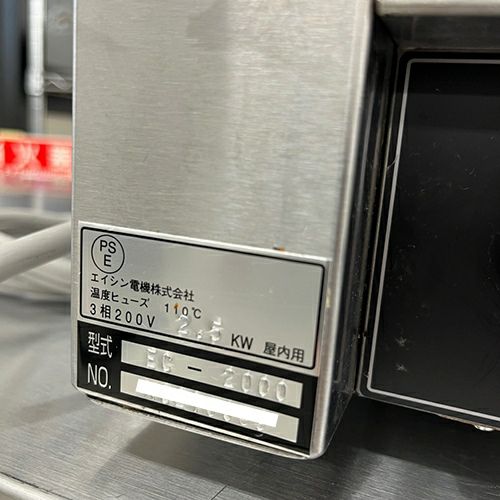 PS
E
エイシン電機株式会社
温度ヒューズ 110℃
3相200V 2.5 KW 屋内用
型式 EC-2000
NO.